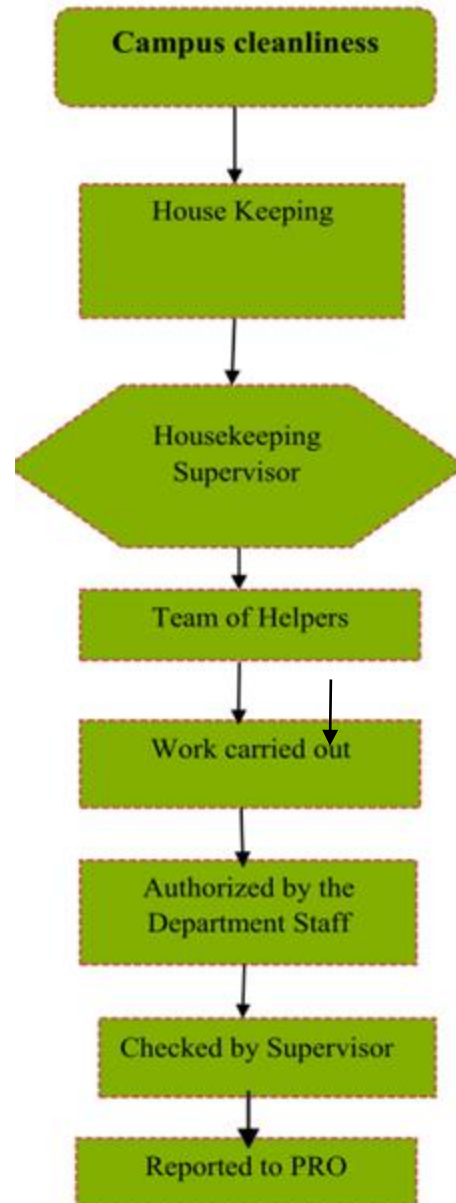 Campus cleanliness
House Keeping
Housekeeping
Supervisor
Team of Helpers
Work carried out
Authorized by the
Department Staff
Checked by Supervisor
Reported to PRO